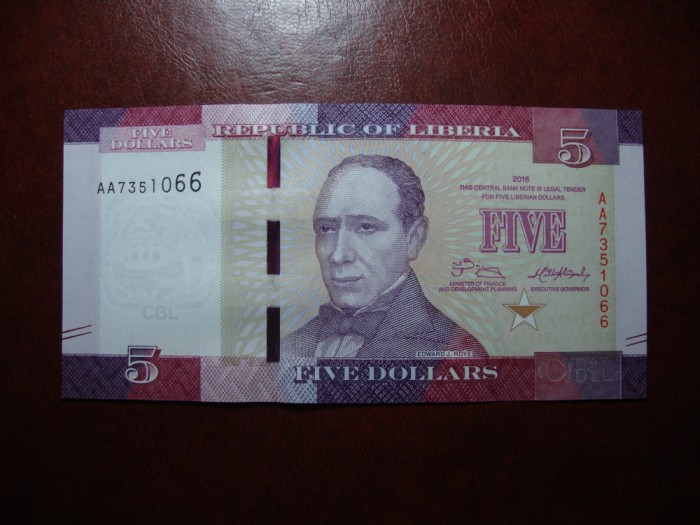 FIVE
DOLLARS
REPUBLIC OF LIBERIA
5
AA7351066
2016
THIS CENTRAL BANK NOTE IS LEGAL TENDER
FOR FIVE LIBERIAN DOLLARS
FIVE
AA7351066
MINISTER OF FINANCE
AND DEVELOPMENT PLANNING
EXECUTIVE GOVERNOR
CBL
EDWARD J. ROYE
5
FIVE DOLLARS